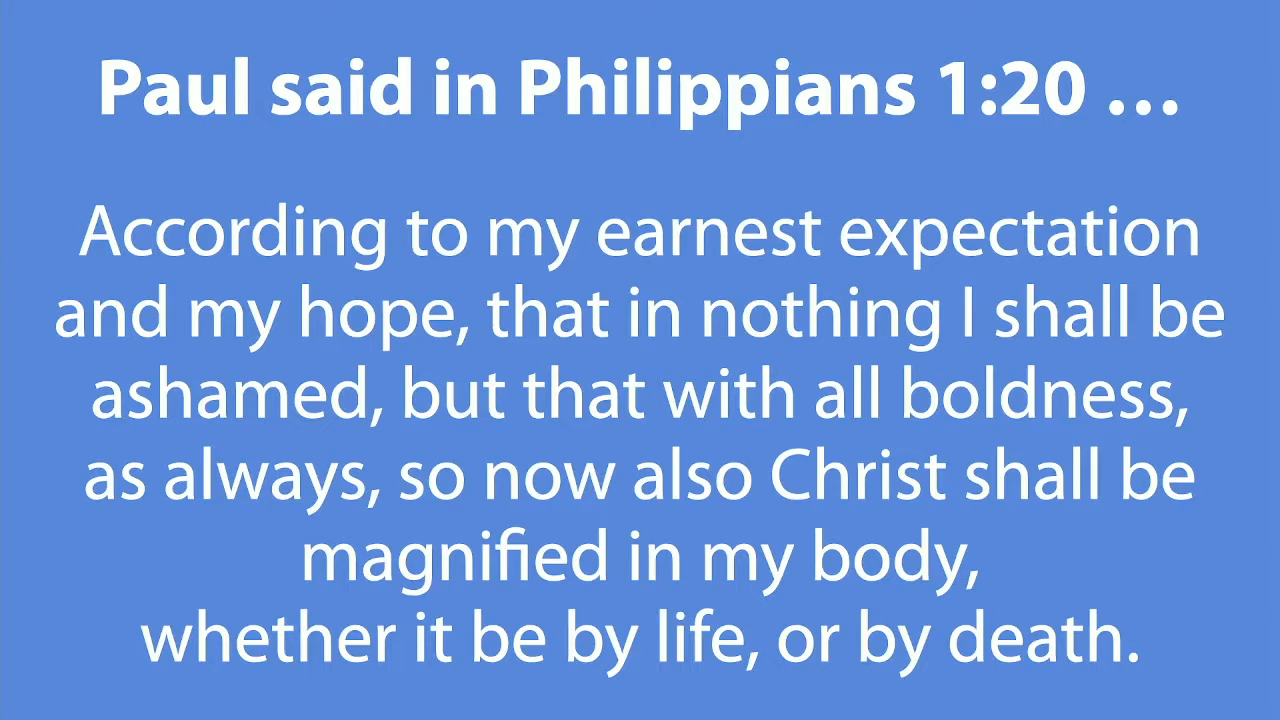 Paul said in Philippians 1:20 …
According to my earnest expectation
and my hope, that in nothing I shall be
ashamed, but that with all boldness,
as always, so now also Christ shall be
magnified in my body,
whether it be by life, or by death.